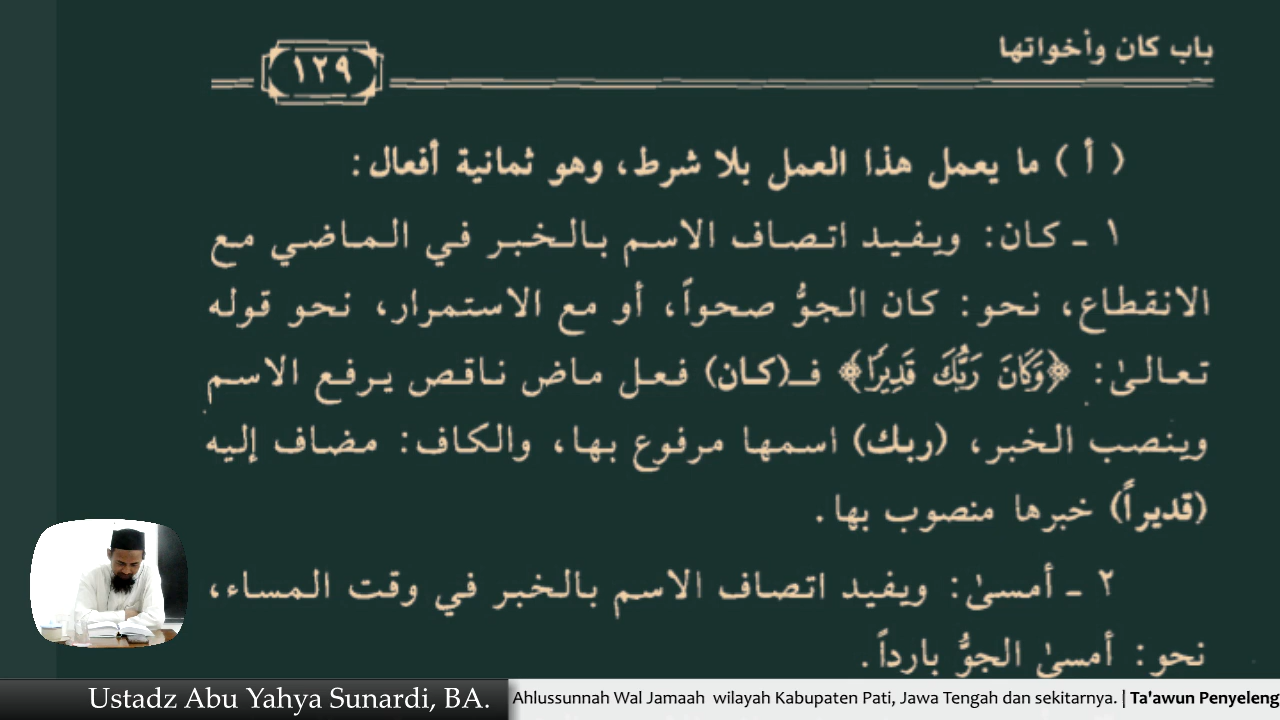 باب كان وأخواتها
١٢٩
( أ ) ما يعمل هذا العمل بلا شرط، وهو ثمانية أفعال:
١ ـ كان: ويفيد اتصاف الاسم بالخبر في الماضي مع
الانقطاع، نحو: كان الجوُّ صحواً، أو مع الاستمرار، نحو قوله
تعالىٰ: ﴿وَكَانَ رَبُّكَ قَدِيرًا﴾ فـ(كان) فعل ماض ناقص يرفع الاسم
وينصب الخبر، (ربك) اسمها مرفوع بها، والكاف: مضاف إليه
(قديراً) خبرها منصوب بها.
٢ ـ أمسىٰ: ويفيد اتصاف الاسم بالخبر في وقت المساء،
نحو: أمسىٰ الجوُّ بارداً.
Ustadz Abu Yahya Sunardi, BA.
Ahlussunnah Wal Jamaah wilayah Kabupaten Pati, Jawa Tengah dan sekitarnya. | Ta'awun Penyeleng